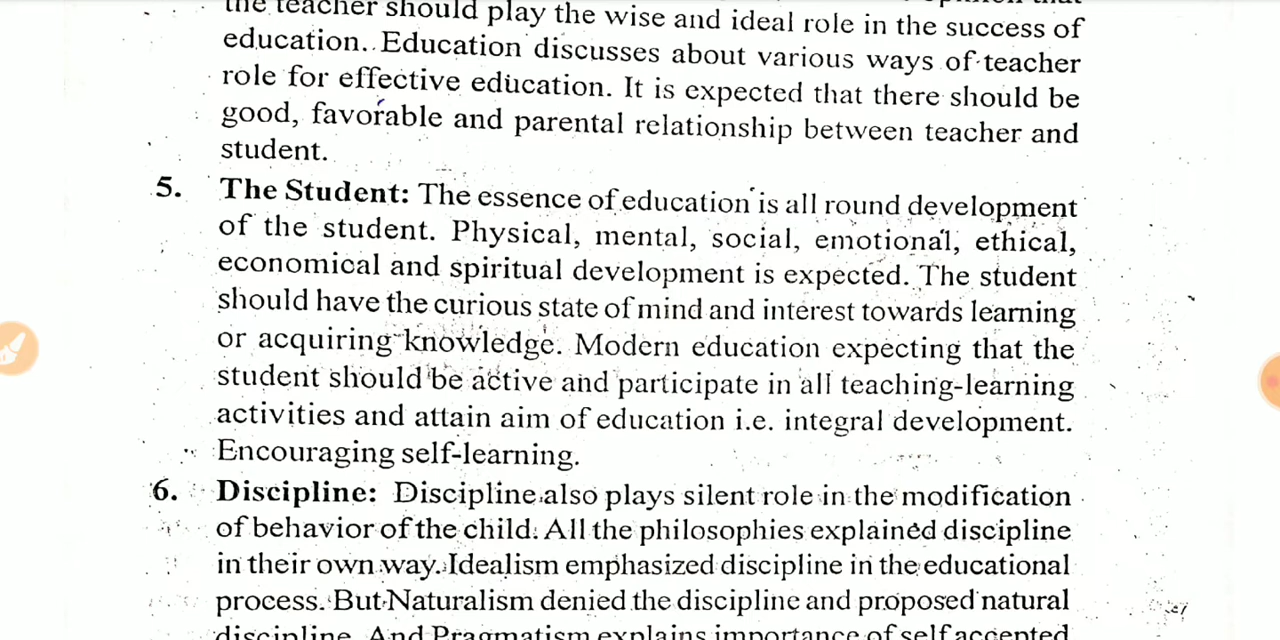 the teacher should play the wise and ideal role in the success of
education. Education discusses about various ways of teacher
role for effective education. It is expected that there should be
good, favorable and parental relationship between teacher and
student.
5. The Student: The essence of education is all round development
of the student. Physical, mental, social, emotional, ethical,
economical and spiritual development is expected. The student
should have the curious state of mind and interest towards learning
or acquiring knowledge. Modern education expecting that the
student should be active and participate in all teaching-learning
activities and attain aim of education i.e. integral development.
Encouraging self-learning.
6. Discipline: Discipline also plays silent role in the modification
of behavior of the child. All the philosophies explained discipline
in their own way. Idealism emphasized discipline in the educational
process. But Naturalism denied the discipline and proposed natural
discipline. And Pragmatism explains importance of self accepted